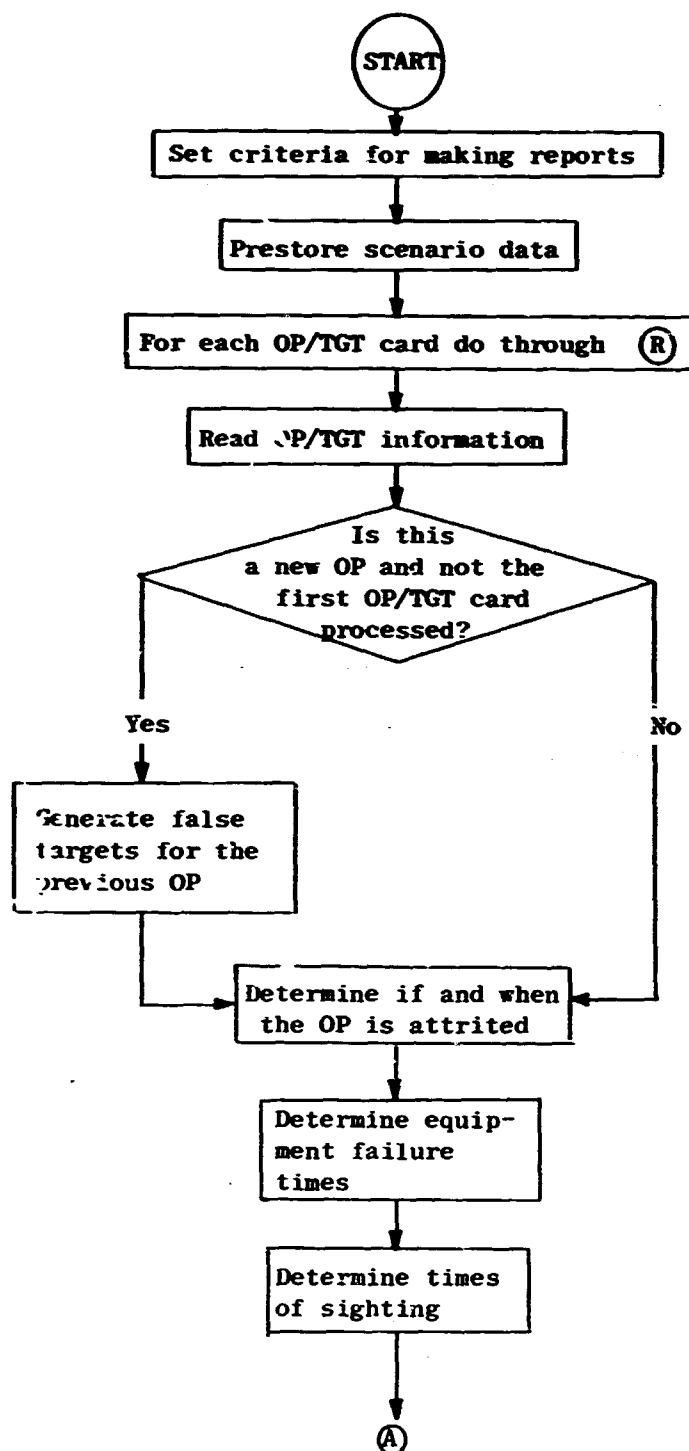 START
Set criteria for making reports
Prestore scenario data
For each OP/TGT card do through R
Read OP/TGT information
Is this
a new OP and not the
first OP/TGT card
processed?
Yes
No
Generate false
targets for the
previous OP
Determine if and when
the OP is attrited
Determine equip-
ment failure
times
Determine times
of sighting
A